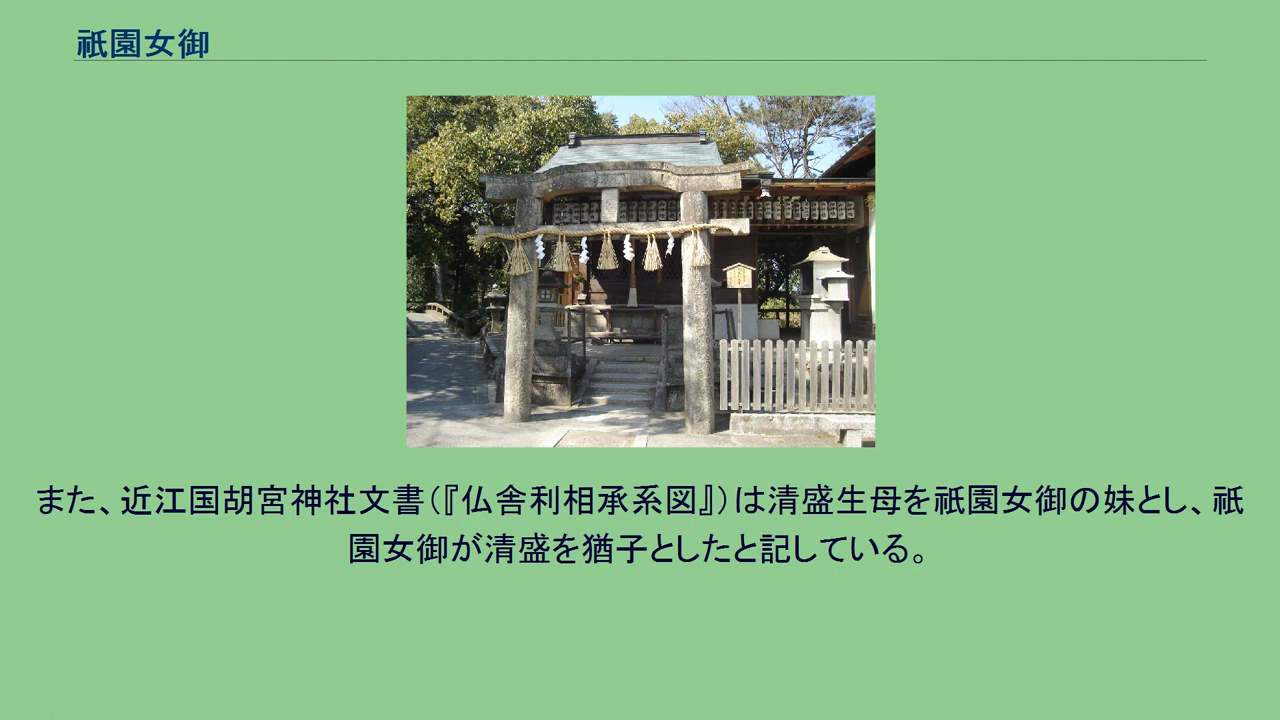 祇園女御
また、近江国胡宮神社文書(『仏舎利相承系図』)は清盛生母を祇園女御の妹とし、祇
園女御が清盛を猶子としたと記している。